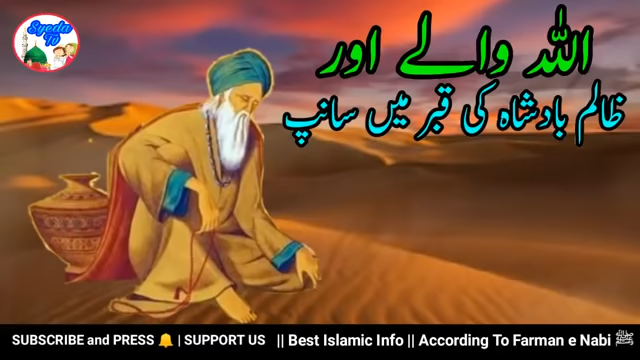 Syeda
Tv
اللہ والے اور
ظالم بادشاہ کی قبر میں سانپ
SUBSCRIBE and PRESS 🔔 | SUPPORT US || Best Islamic Info || According To Farman e Nabi ﷺ